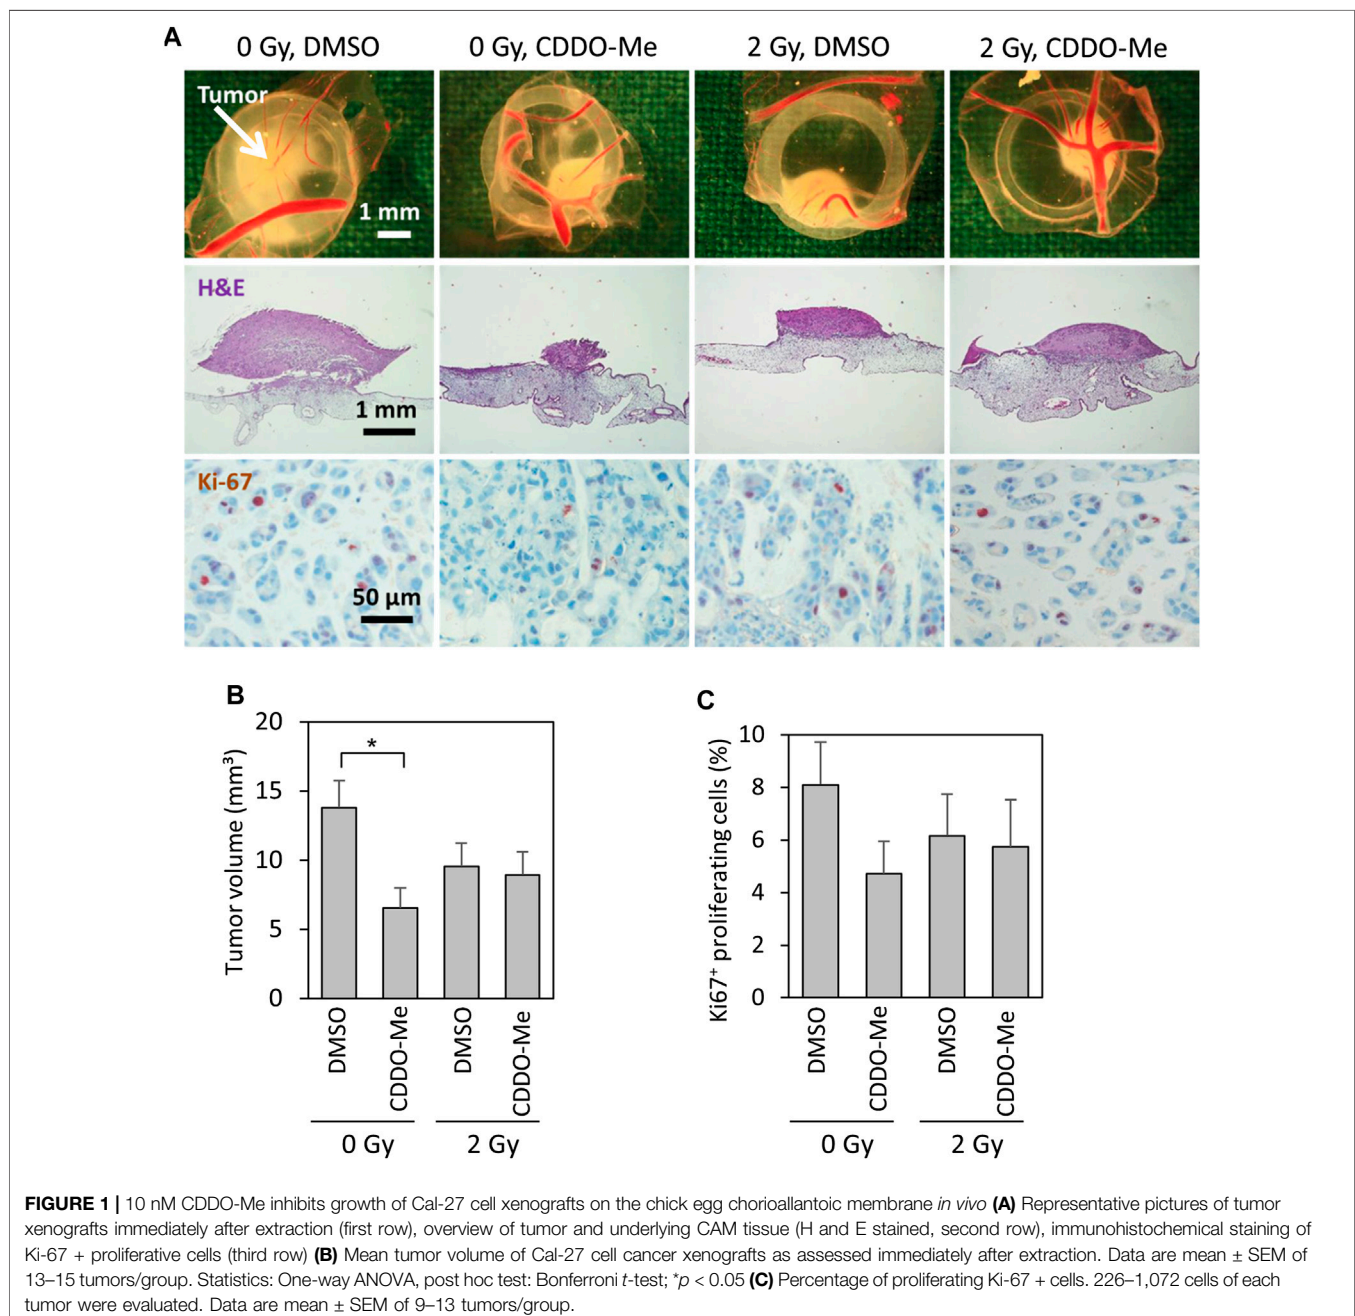 A
0 Gy, DMSO
0 Gy, CDDO-Me
2 Gy, DMSO
2 Gy, CDDO-Me
Tumor
1 mm
H&E
1 mm
Ki-67
50 µm
B
Tumor volume (mm³)
20
15
10
5
0
*
DMSO
CDDO-Me
DMSO
CDDO-Me
0 Gy
2 Gy
C
Ki67⁺ proliferating cells (%)
10
8
6
4
2
0
DMSO
CDDO-Me
DMSO
CDDO-Me
0 Gy
2 Gy
FIGURE 1 | 10 nM CDDO-Me inhibits growth of Cal-27 cell xenografts on the chick egg chorioallantoic membrane in vivo (A) Representative pictures of tumor
xenografts immediately after extraction (first row), overview of tumor and underlying CAM tissue (H and E stained, second row), immunohistochemical staining of
Ki-67 + proliferative cells (third row) (B) Mean tumor volume of Cal-27 cell cancer xenografts as assessed immediately after extraction. Data are mean ± SEM of
13–15 tumors/group. Statistics: One-way ANOVA, post hoc test: Bonferroni t-test; *p < 0.05 (C) Percentage of proliferating Ki-67 + cells. 226–1,072 cells of each
tumor were evaluated. Data are mean ± SEM of 9–13 tumors/group.